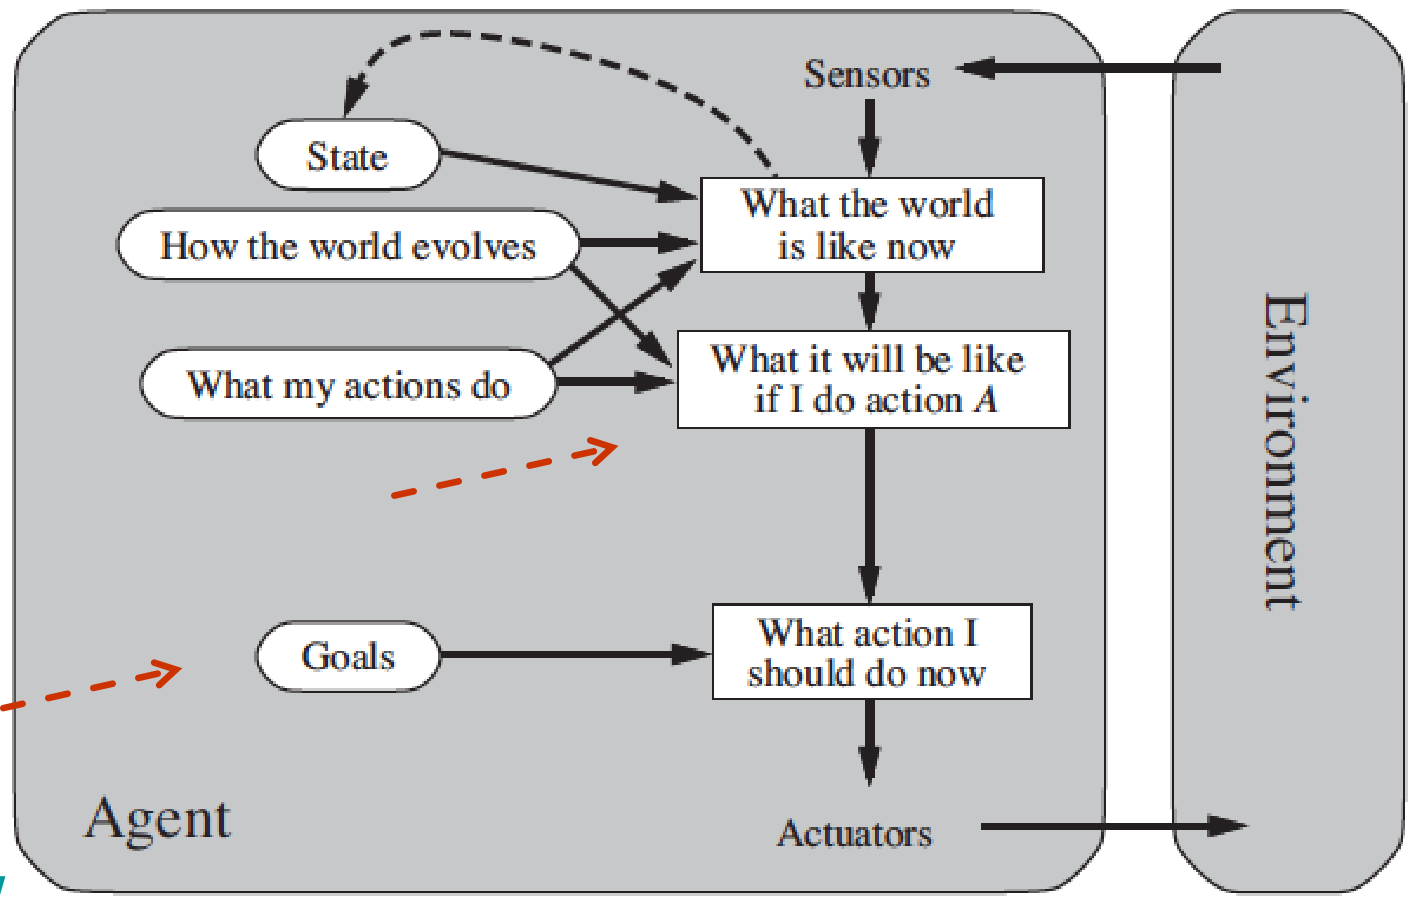 Sensors
State
What the world
is like now
How the world evolves
What it will be like
if I do action A
What my actions do
Goals
What action I
should do now
Agent
Actuators
Environment